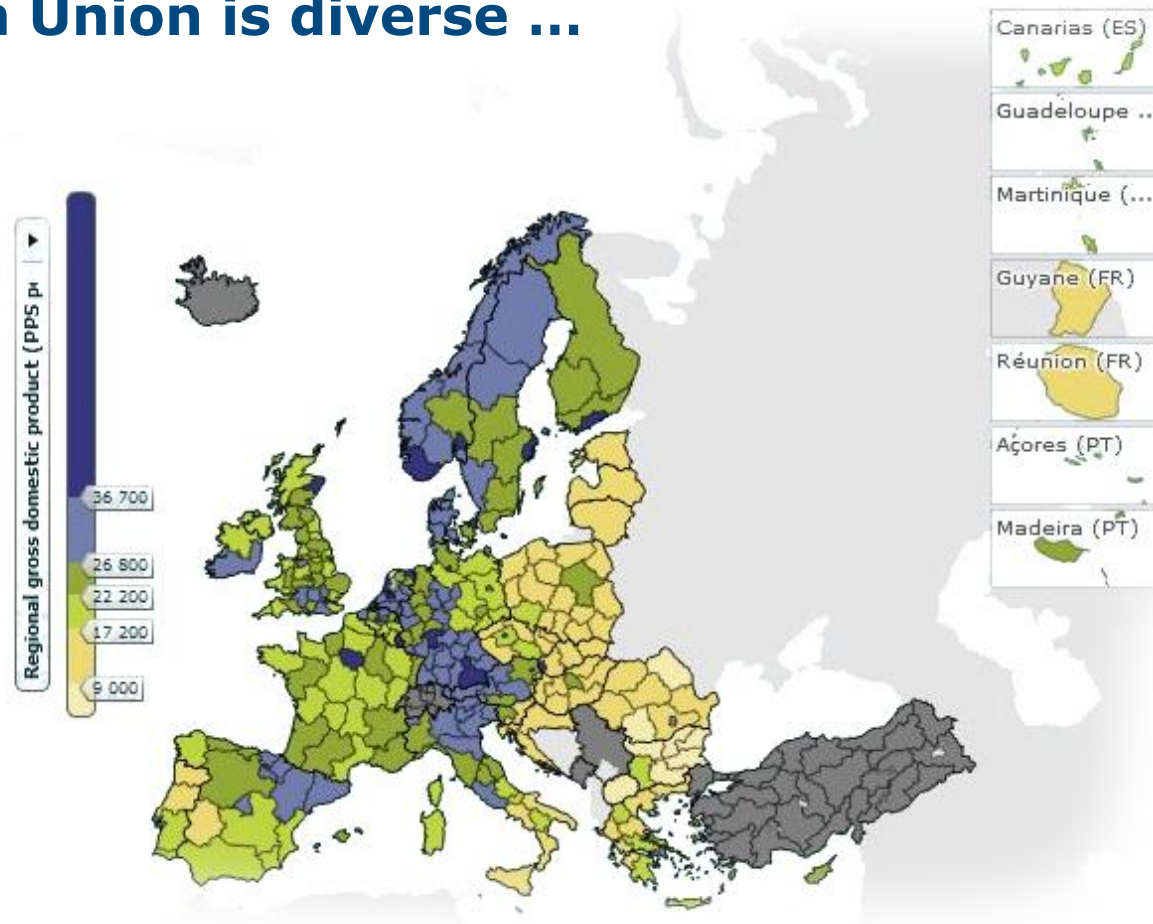 Union is diverse ...
Regional gross domestic product (PPS
36 700
26 800
22 200
17 200
9 000
Canarias (ES)
Guadeloupe ..
Martinique (...
Guyane (FR)
Réunion (FR)
Açores (PT)
Madeira (PT)